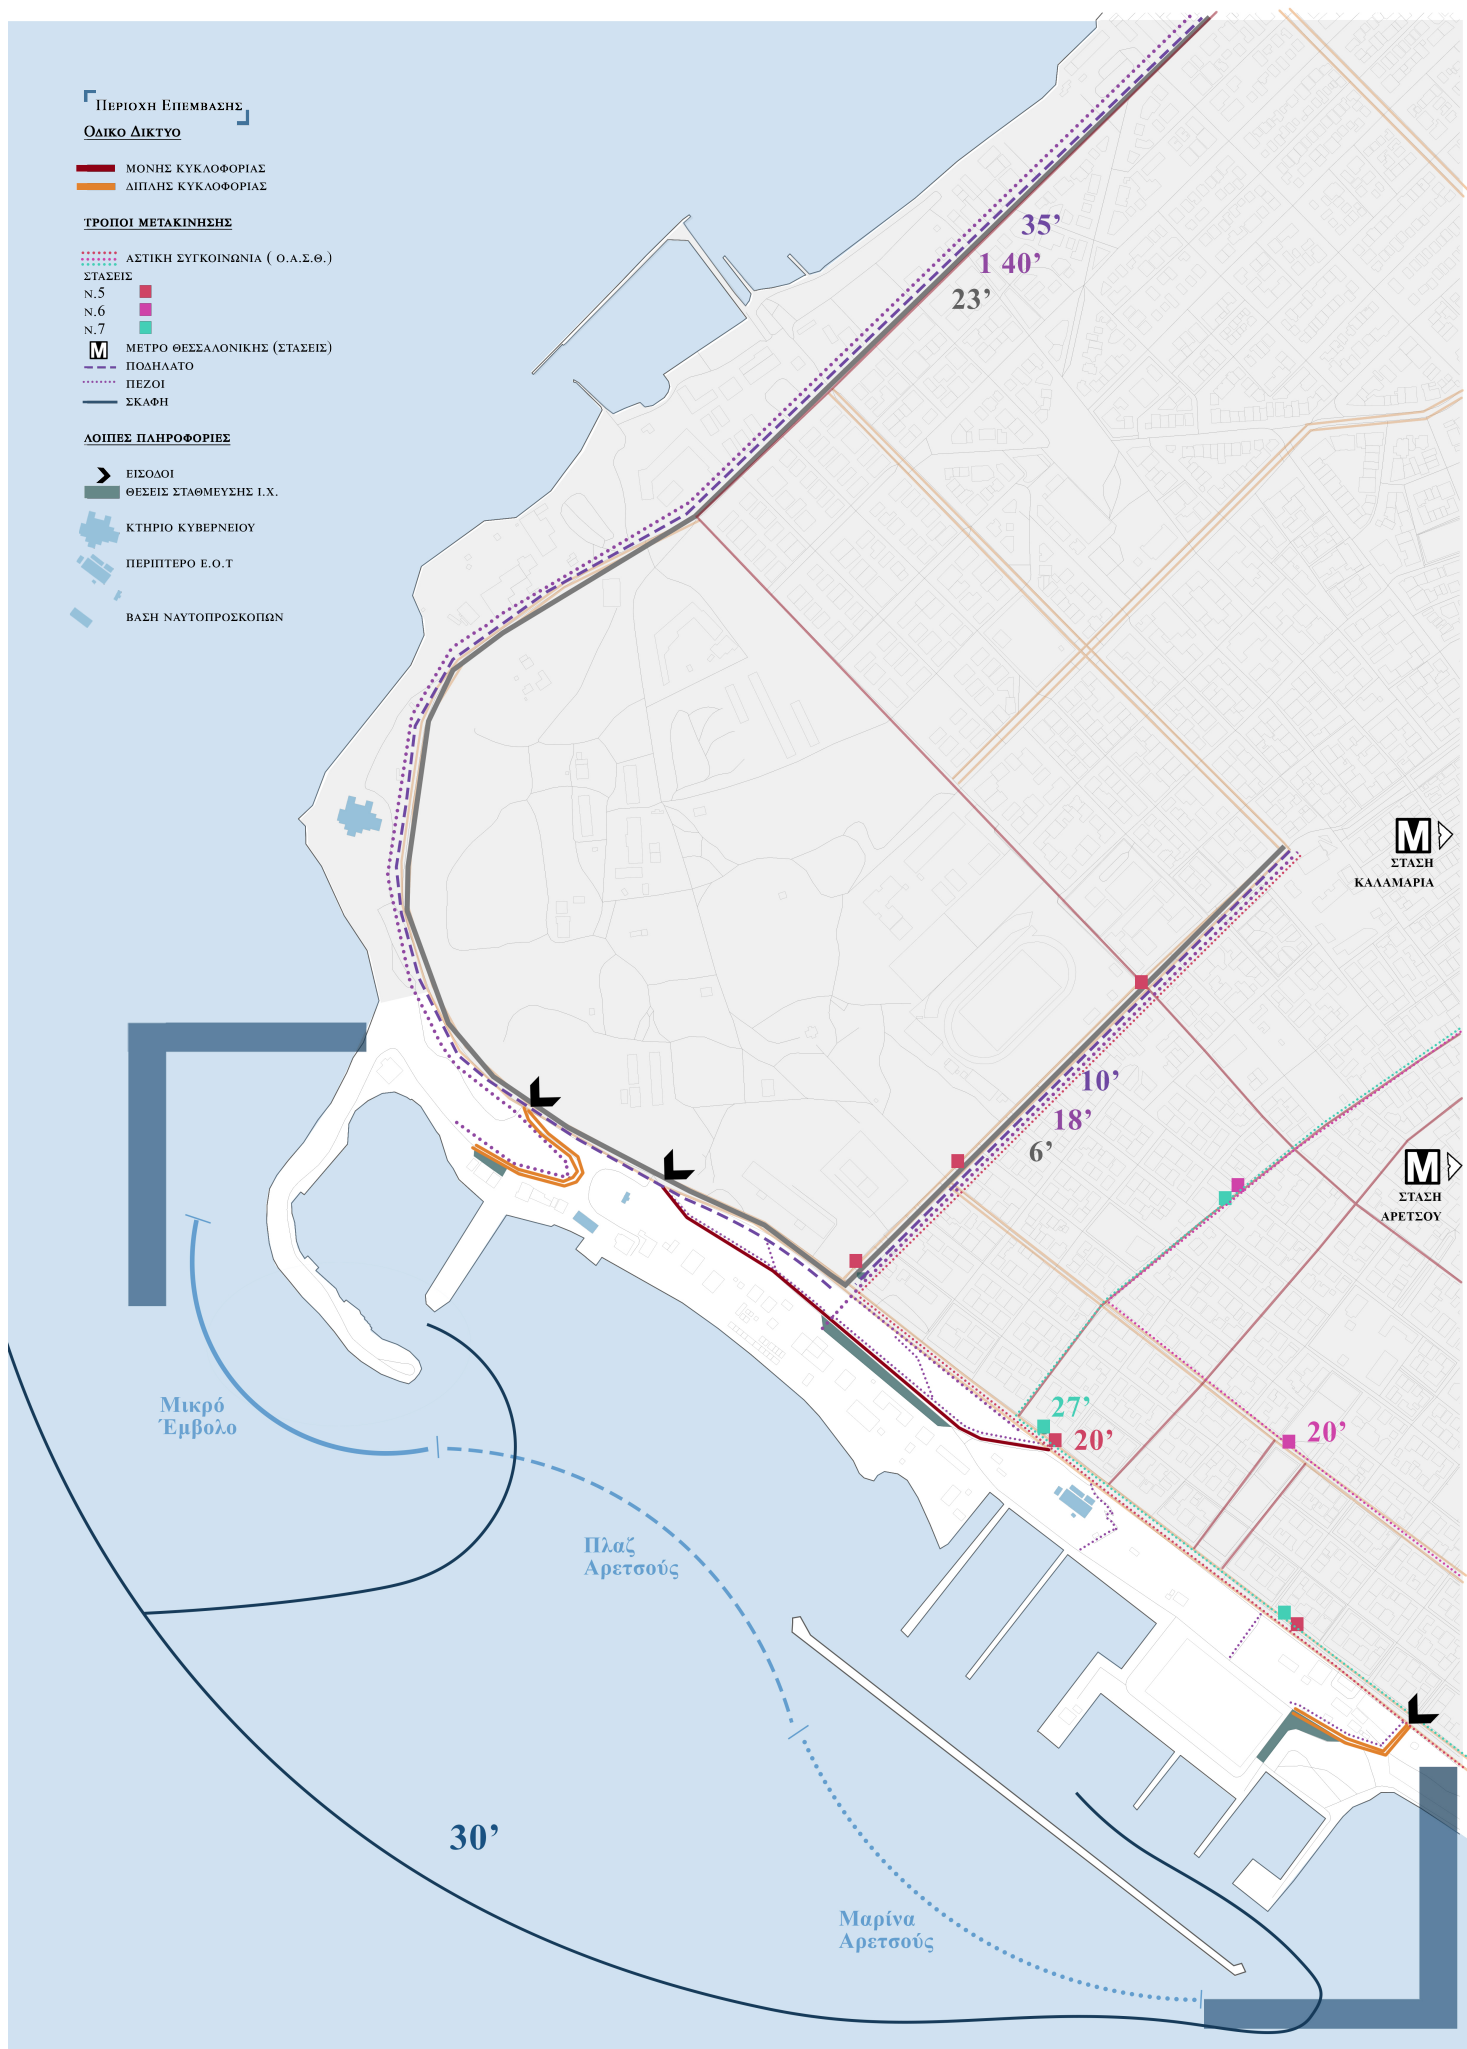 Περιοχη Επεμβασης
Οδικο Δικτυο
μονης κυκλοφοριας
διπλης κυκλοφοριας
τροποι μετακινησης
αστικη συγκοινωνια ( ο.α.σ.θ.)
στασεις
ν.5
ν.6
ν.7
M μετρο θεσσαλονικης (στασεις)
ποδηλατο
πεζοι
σκαφη
λοιπες πληροφοριες
εισοδοι
θεσεις σταθμευσης ι.χ.
κτηριο κυβερνειου
περιπτερο ε.ο.τ
βαση ναυτοπροσκοπων
35’
1 40’
23’
M
ΣΤΑΣΗ
ΚΑΛΑΜΑΡΙΑ
10’
18’
6’
M
ΣΤΑΣΗ
ΑΡΕΤΣΟΥ
27’
20’
20’
Μικρό
Έμβολο
Πλαζ
Αρετσούς
30’
Μαρίνα
Αρετσούς